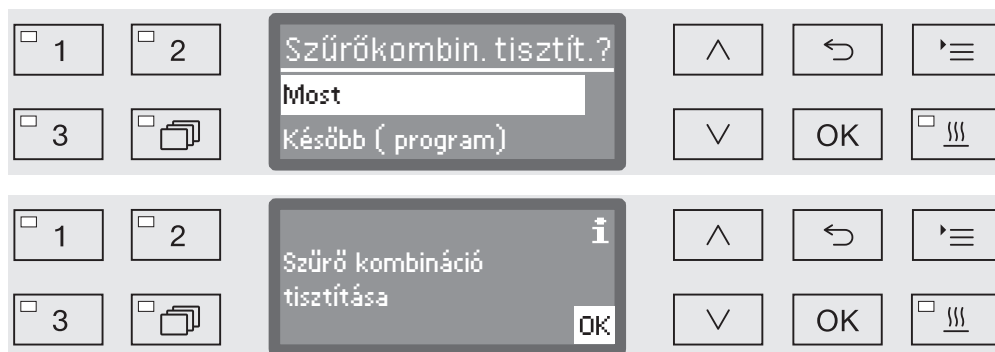 1
2
Szűrőkombin. tisztít.?
Most
3
Később ( program)
OK
1
2
i
Szűrő kombináció
tisztítása
3
OK
OK